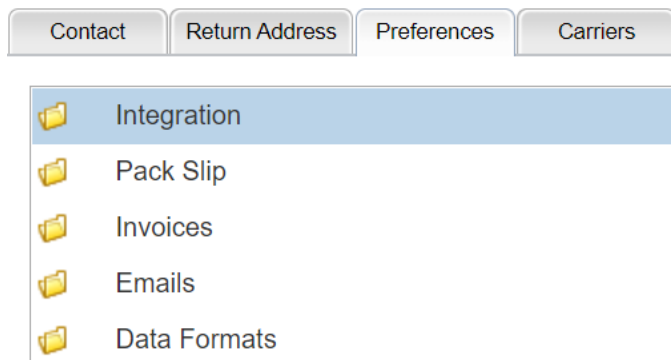 Contact Return Address Preferences Carriers
Integration
Pack Slip
Invoices
Emails
Data Formats